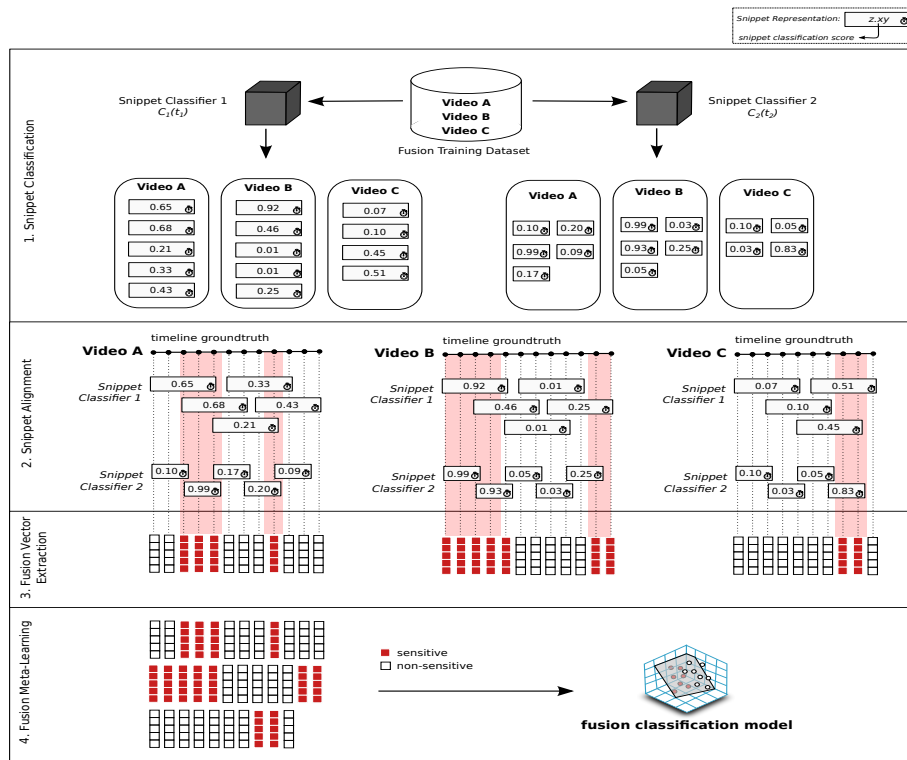 Snippet Representation: z.xy
snippet classification score
1. Snippet Classification
Snippet Classifier 1
C1(t1)
Video A
Video B
Video C
Fusion Training Dataset
Snippet Classifier 2
C2(t2)
Video A
0.65
0.68
0.21
0.33
0.43
Video B
0.92
0.46
0.01
0.01
0.25
Video C
0.07
0.10
0.45
0.51
Video A
0.10 0.20
0.99 0.09
0.17
Video B
0.99 0.03
0.93 0.25
0.05
Video C
0.10 0.05
0.03 0.83
2. Snippet Alignment
timeline groundtruth
Video A
Snippet
Classifier 1
0.65 0.33
0.68 0.43
0.21
Snippet
Classifier 2
0.10 0.17 0.09
0.99 0.20
timeline groundtruth
Video B
Snippet
Classifier 1
0.92 0.01
0.46 0.25
0.01
Snippet
Classifier 2
0.99 0.05 0.25
0.93 0.03
timeline groundtruth
Video C
Snippet
Classifier 1
0.07 0.51
0.10
0.45
Snippet
Classifier 2
0.10 0.05
0.03 0.83
3. Fusion Vector
Extraction
4. Fusion Meta-Learning
sensitive
non-sensitive
fusion classification model